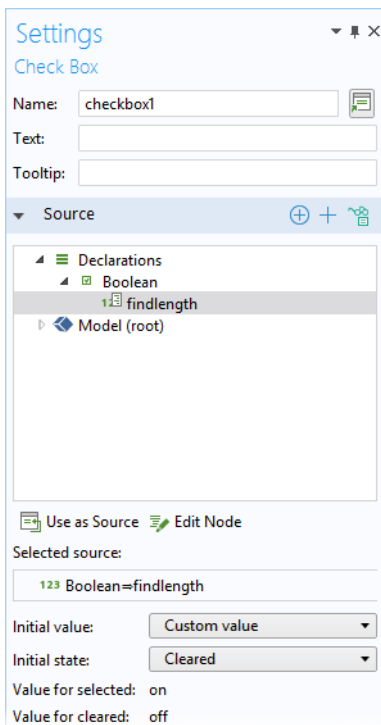 Settings
Check Box
Name: checkbox1
Text:
Tooltip:
Source
Declarations
Boolean
findlength
Model (root)
Use as Source Edit Node
Selected source:
123 Boolean=findlength
Initial value: Custom value
Initial state: Cleared
Value for selected: on
Value for cleared: off